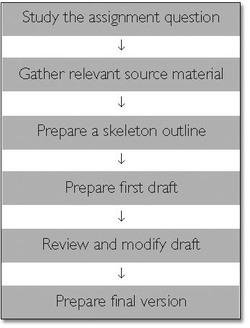 Study the assignment question
↓
Gather relevant source material
↓
Prepare a skeleton outline
↓
Prepare first draft
↓
Review and modify draft
↓
Prepare final version